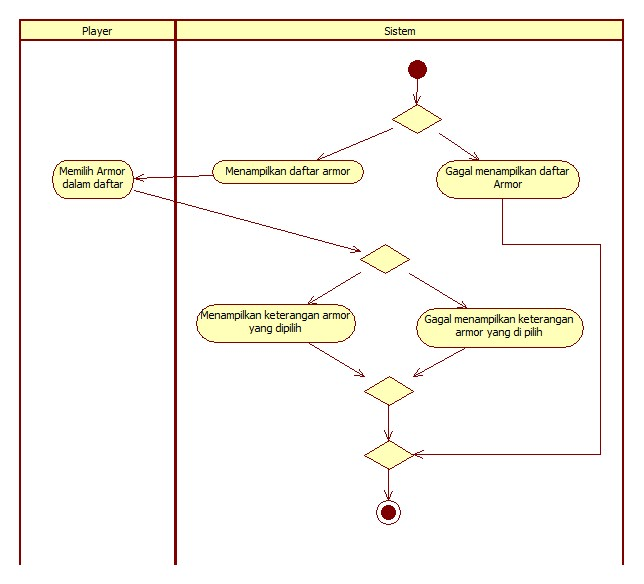 Player
Sistem
Memilih Armor
dalam daftar
Menampilkan daftar armor
Gagal menampilkan daftar
Armor
Menampilkan keterangan armor
yang dipilih
Gagal menampilkan keterangan
armor yang di pilih